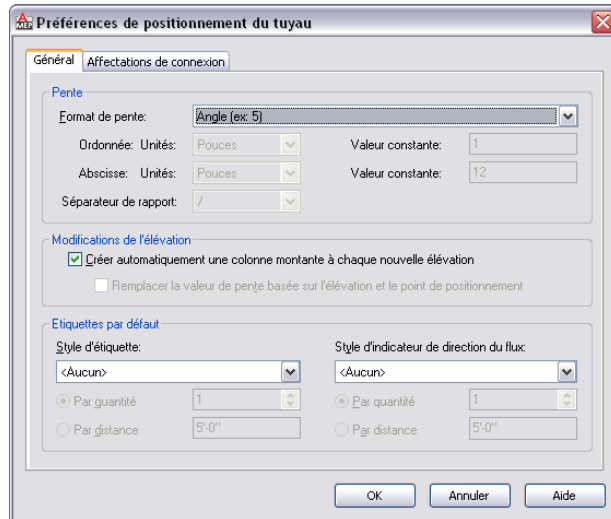 Préférences de positionnement du tuyau
Général Affectations de connexion
Pente
Format de pente: Angle (ex: 5)
Ordonnée: Unités: Pouces Valeur constante: 1
Abscisse: Unités: Pouces Valeur constante: 12
Séparateur de rapport: /
Modifications de l'élévation
Créer automatiquement une colonne montante à chaque nouvelle élévation
Remplacer la valeur de pente basée sur l'élévation et le point de positionnement
Etiquettes par défaut
Style d'étiquette: Style d'indicateur de direction du flux:
<Aucun> <Aucun>
Par quantité 1 Par quantité 1
Par distance 5'-0" Par distance 5'-0"
OK Annuler Aide